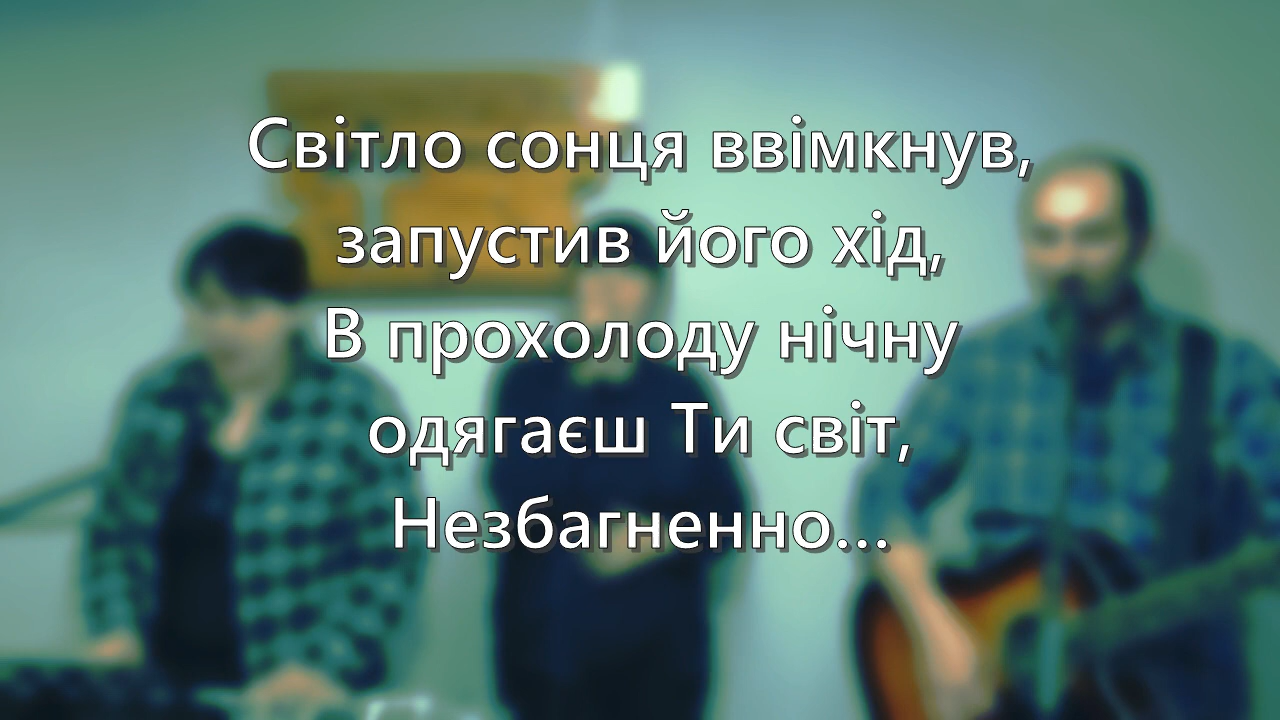 Світло сонця ввімкнув,
запустив його хід,
В прохолоду нічну
одягаєш Ти світ,
Незбагненно...